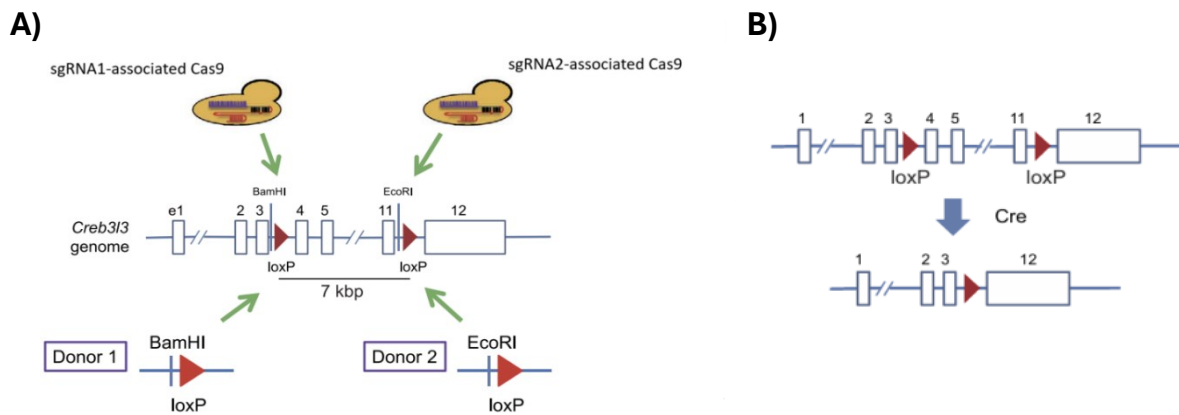 A)
B)
sgRNA1-associated Cas9
sgRNA2-associated Cas9
BamHI
EcoRI
e1 2 3 4 5 11 12
Creb3l3
genome
loxP
loxP
7 kbp
Donor 1
BamHI
loxP
Donor 2
EcoRI
loxP
1 2 3 4 5 11 12
loxP
loxP
Cre
1 2 3 12